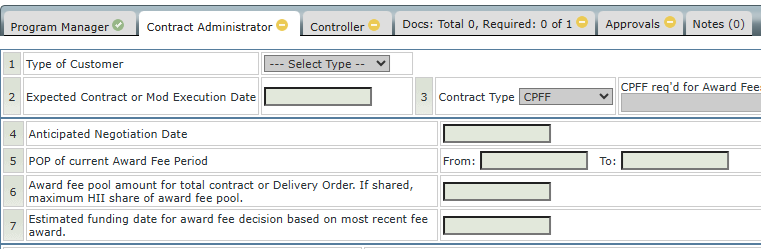 Program Manager
Contract Administrator
Controller
Docs: Total 0, Required: 0 of 1
Approvals
Notes (0)
1 Type of Customer --- Select Type --
2 Expected Contract or Mod Execution Date 3 Contract Type CPFF CPFF req'd for Award Fee
4 Anticipated Negotiation Date
5 POP of current Award Fee Period From: To:
6 Award fee pool amount for total contract or Delivery Order. If shared,
maximum HII share of award fee pool.
7 Estimated funding date for award fee decision based on most recent fee
award.